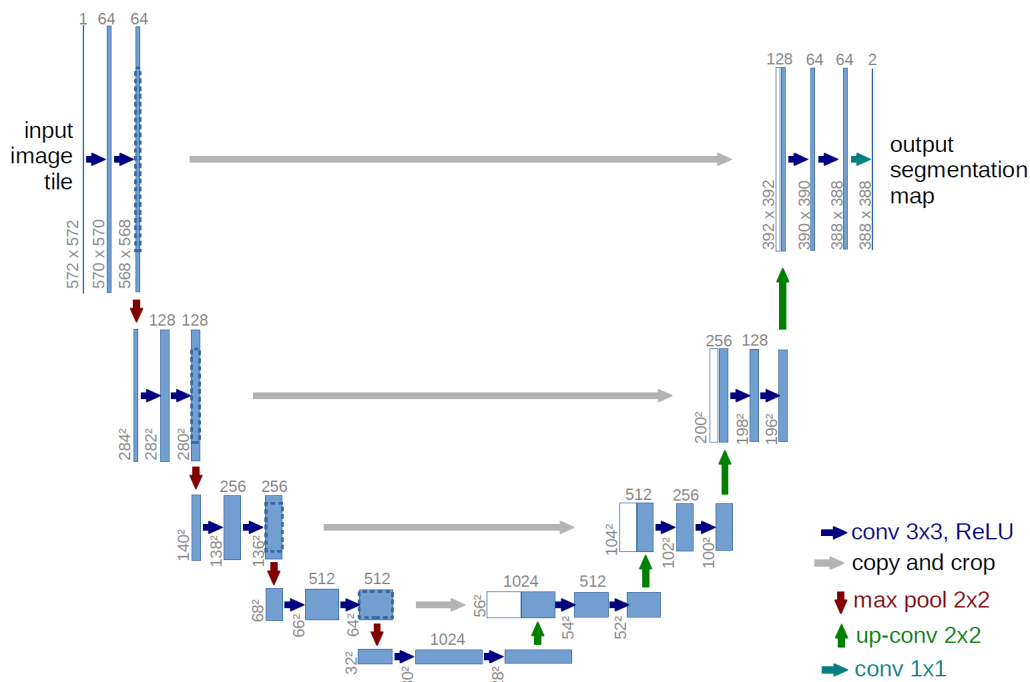 1 64 64
input
image
tile
572 x 572
570 x 570
568 x 568
128 64 64 2
output
segmentation
map
392 x 392
390 x 390
388 x 388
388 x 388
128 128
284²
282²
280²
256 128
200²
198²
196²
256 256
140²
138²
136²
512 256
104²
102²
100²
512 512
68²
66²
64²
1024 512
56²
54²
52²
1024
32²
conv 3x3, ReLU
copy and crop
max pool 2x2
up-conv 2x2
conv 1x1